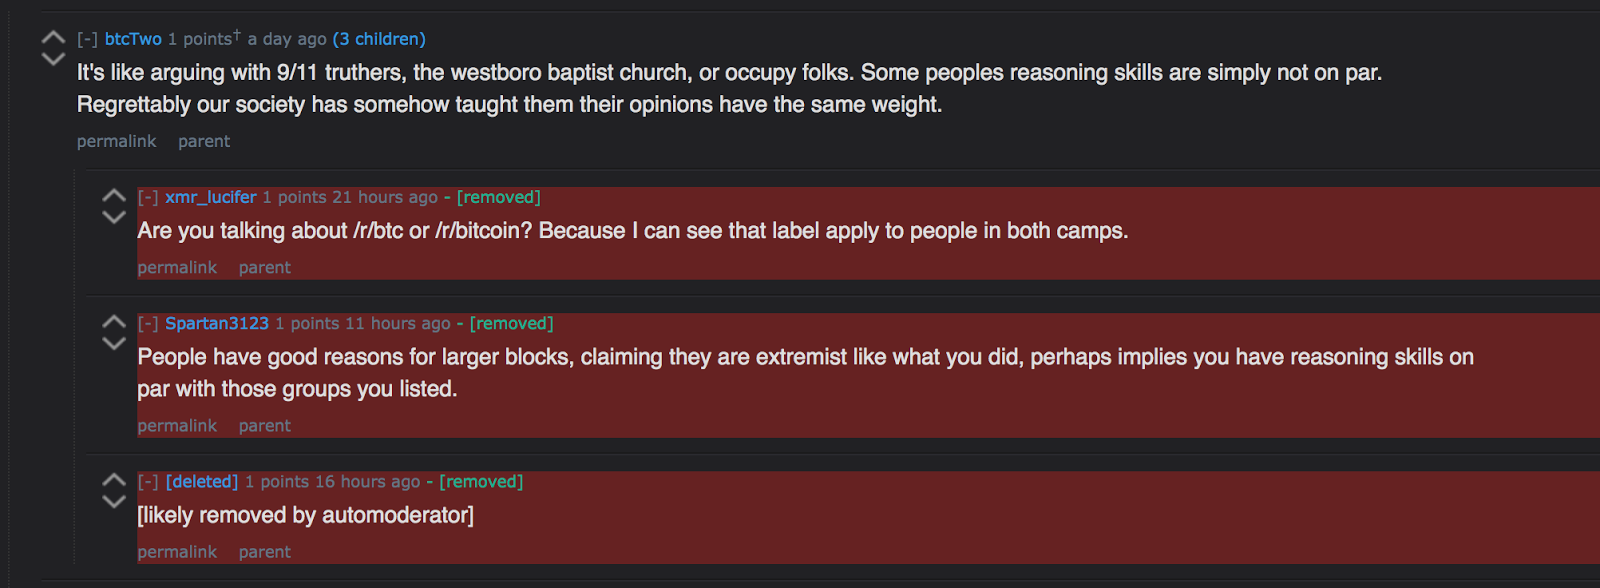 [-] btcTwo 1 points† a day ago (3 children)
It's like arguing with 9/11 truthers, the westboro baptist church, or occupy folks. Some peoples reasoning skills are simply not on par.
Regrettably our society has somehow taught them their opinions have the same weight.
permalink parent
[-] xmr_lucifer 1 points 21 hours ago - [removed]
Are you talking about /r/btc or /r/bitcoin? Because I can see that label apply to people in both camps.
permalink parent
[-] Spartan3123 1 points 11 hours ago - [removed]
People have good reasons for larger blocks, claiming they are extremist like what you did, perhaps implies you have reasoning skills on
par with those groups you listed.
permalink parent
[-] [deleted] 1 points 16 hours ago - [removed]
[likely removed by automoderator]
permalink parent